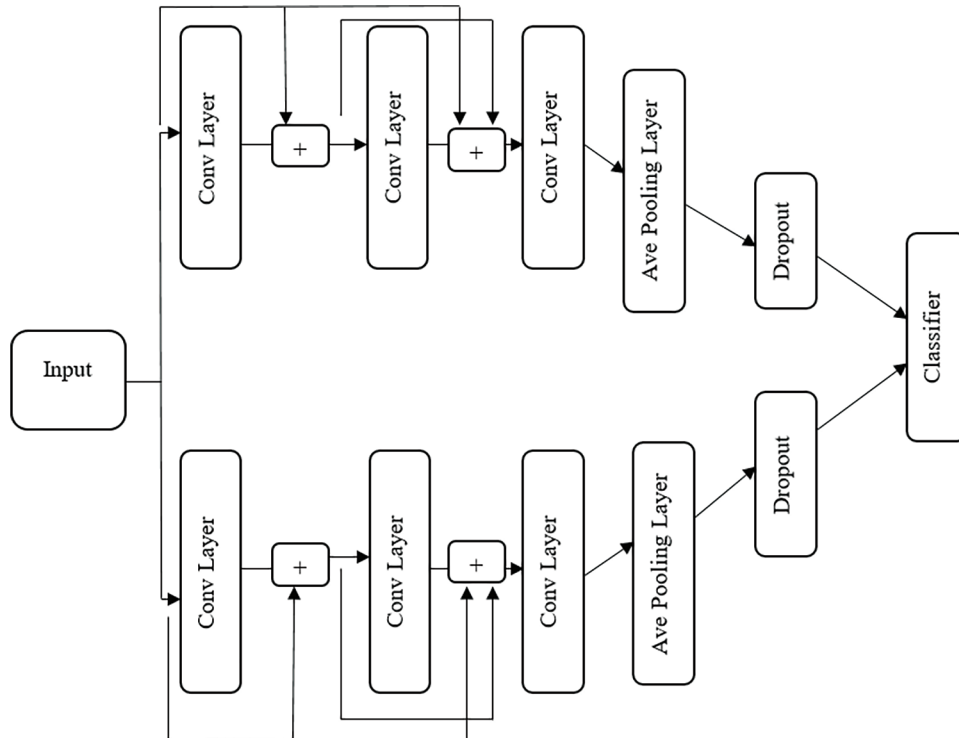 Input
Conv Layer
+
Conv Layer
+
Conv Layer
Ave Pooling Layer
Dropout
Conv Layer
+
Conv Layer
+
Conv Layer
Ave Pooling Layer
Dropout
Classifier